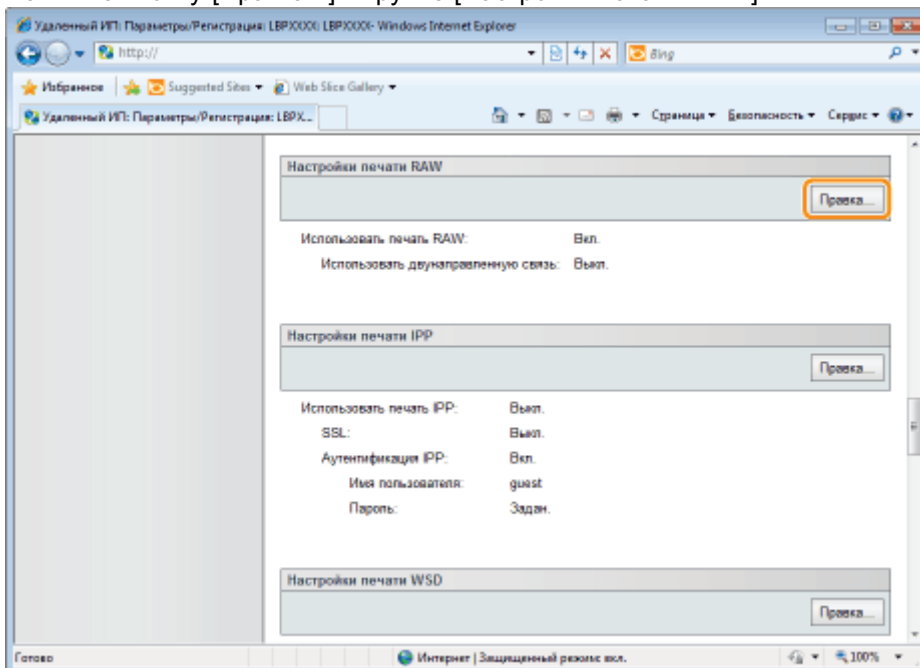 Удаленный ИП: Параметры/Регистрация: LBPXXXX: LBPXXXX- Windows Internet Explorer
http://
Bing
Избранное Suggested Sites Web Slice Gallery
Удаленный ИП: Параметры/Регистрация: LBPX... Страница Безопасность Сервис
Настройки печати RAW
Правка...
Использовать печать RAW: Вкл.
Использовать двунаправленную связь: Выкл.
Настройки печати IPP
Правка...
Использовать печать IPP: Выкл.
SSL: Выкл.
Аутентификация IPP: Вкл.
Имя пользователя: guest
Пароль: Задан.
Настройки печати WSD
Правка...
Готово Интернет | Защищенный режим: вкл. 100%